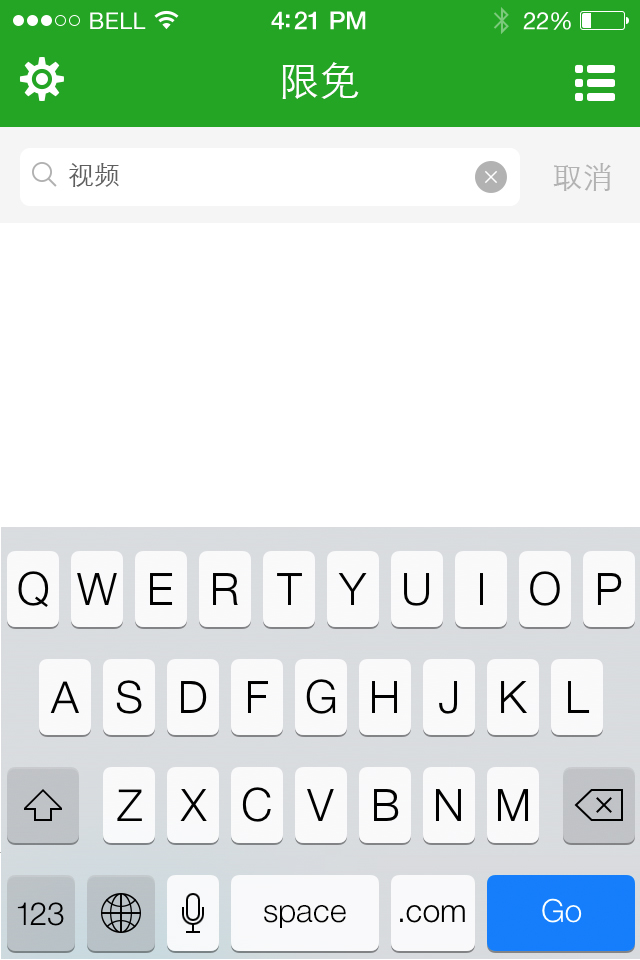 BELL 4:21 PM 22%
限免
视频 取消
Q W E R T Y U I O P
A S D F G H J K L
Z X C V B N M
123 space .com Go